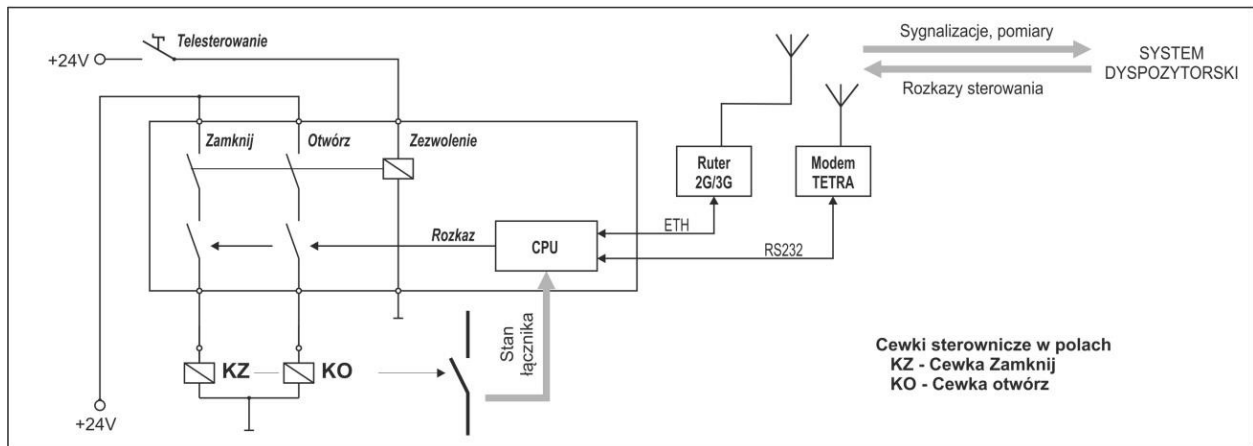 Telesterowanie
+24V
Sygnalizacje, pomiary
Rozkazy sterowania
SYSTEM
DYSPOZYTORSKI
Zamknij
Otwórz
Zezwolenie
Ruter
2G/3G
Modem
TETRA
Rozkaz
CPU
ETH
RS232
Stan
łącznika
KZ
KO
+24V
Cewki sterownicze w polach
KZ - Cewka Zamknij
KO - Cewka otwórz